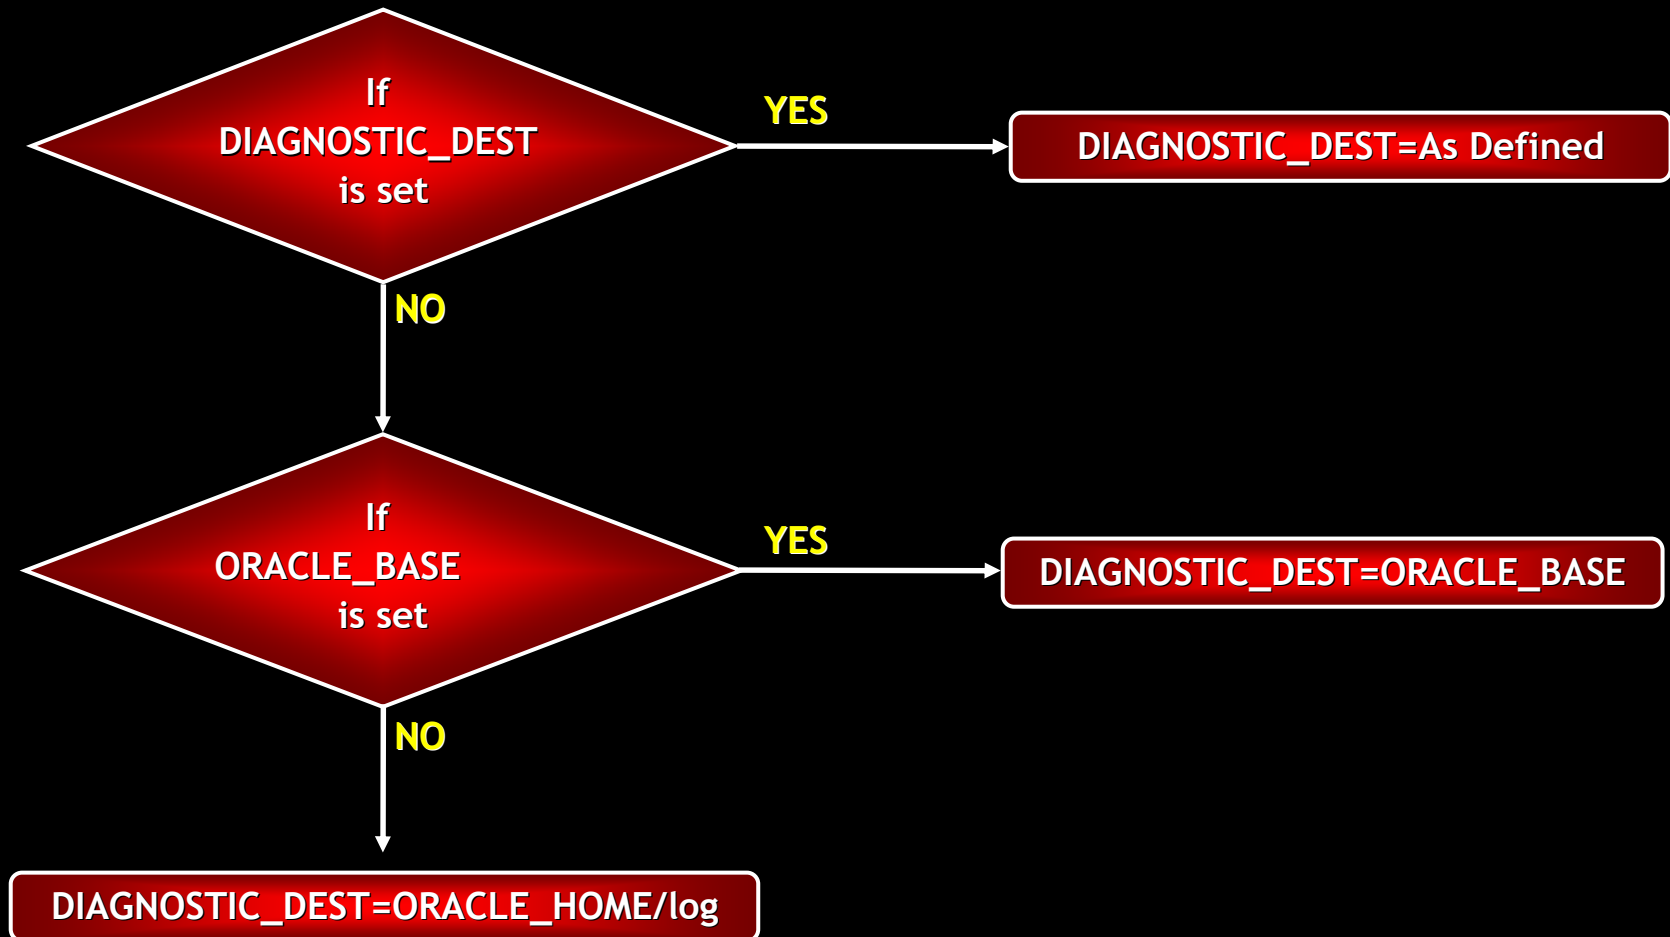 If
DIAGNOSTIC_DEST
is set
YES
DIAGNOSTIC_DEST=As Defined
NO
If
ORACLE_BASE
is set
YES
DIAGNOSTIC_DEST=ORACLE_BASE
NO
DIAGNOSTIC_DEST=ORACLE_HOME/log